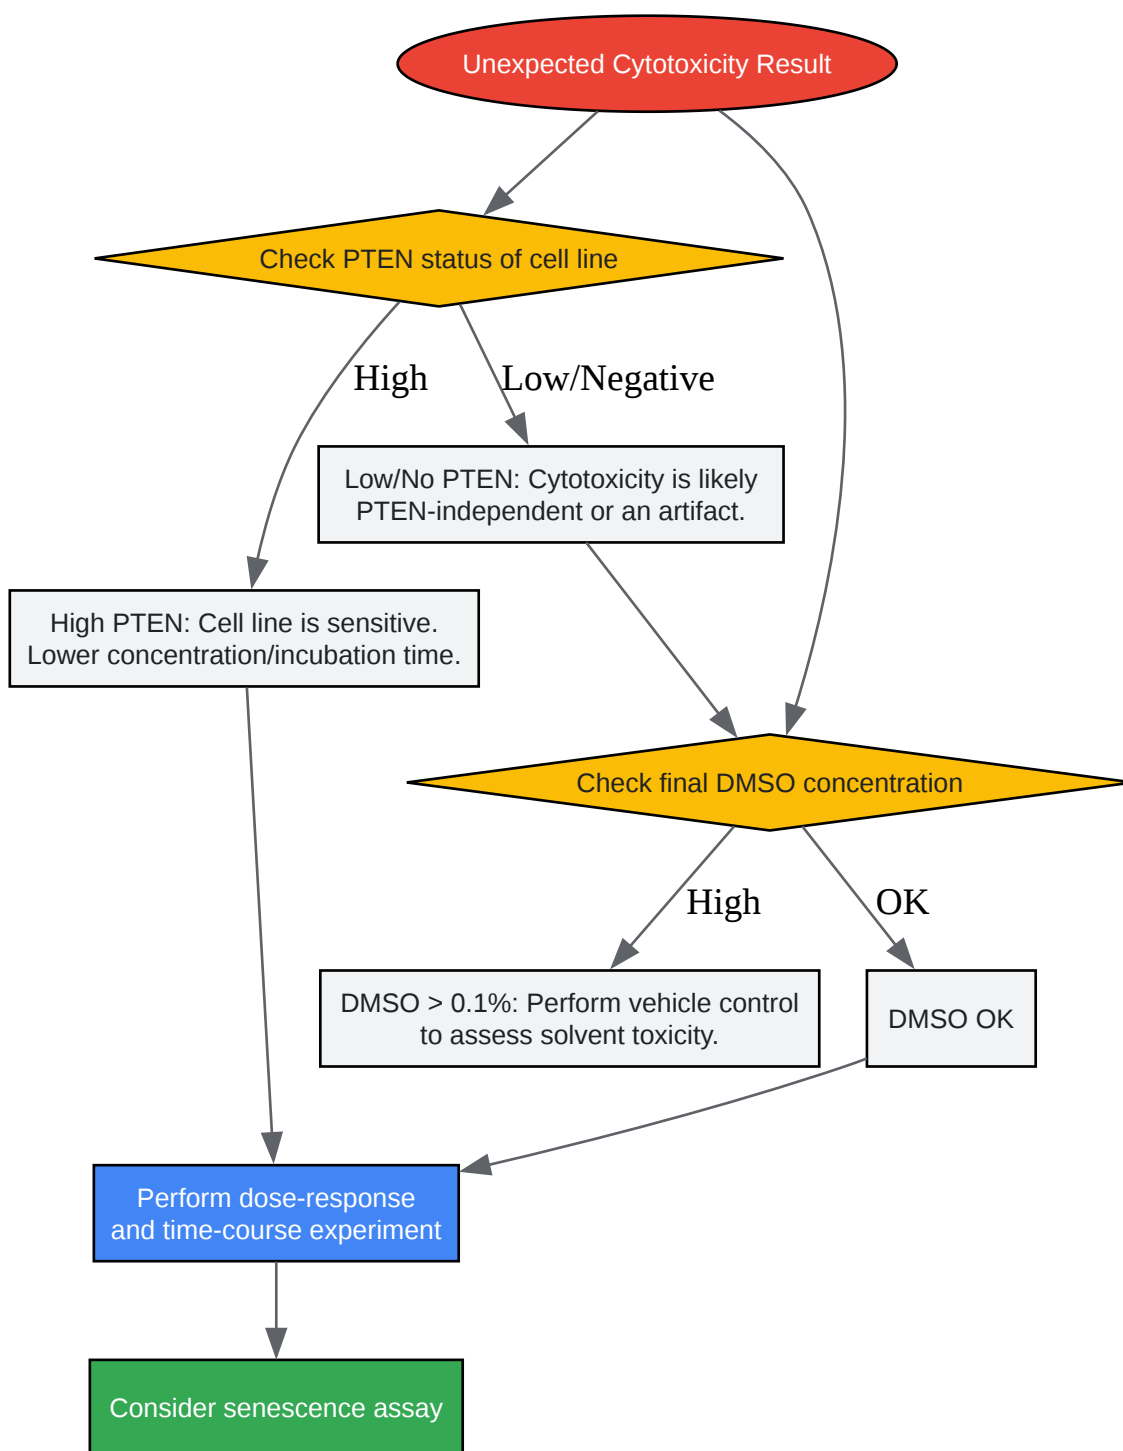 Unexpected Cytotoxicity Result
Check PTEN status of cell line
High
Low/Negative
Low/No PTEN: Cytotoxicity is likely
PTEN-independent or an artifact.
High PTEN: Cell line is sensitive.
Lower concentration/incubation time.
Check final DMSO concentration
High
OK
DMSO > 0.1%: Perform vehicle control
to assess solvent toxicity.
DMSO OK
Perform dose-response
and time-course experiment
Consider senescence assay